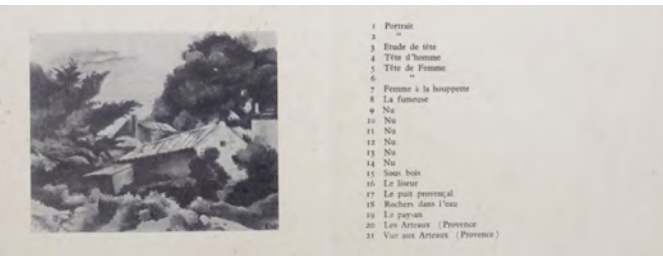 1 Portrait
2 "
3 Etude de tête
4 Tête d'homme
5 Tête de Femme
6 "
7 Femme à la houppette
8 La fumeuse
9 Nu
10 Nu
11 Nu
12 Nu
13 Nu
14 Nu
15 Sous bois
16 Le liseur
17 Le puit provençal
18 Rochers dans l'eau
19 Le paysan
20 Les Arteaux (Provence
21 Vue aux Arteaux (Provence)